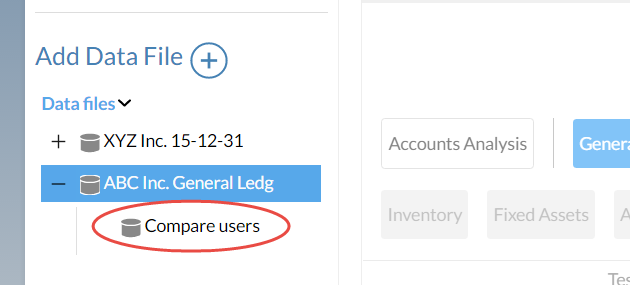 Add Data File
Data files
XYZ Inc. 15-12-31
ABC Inc. General Ledg
Compare users
Accounts Analysis
Genera
Inventory
Fixed Assets
A
Tes